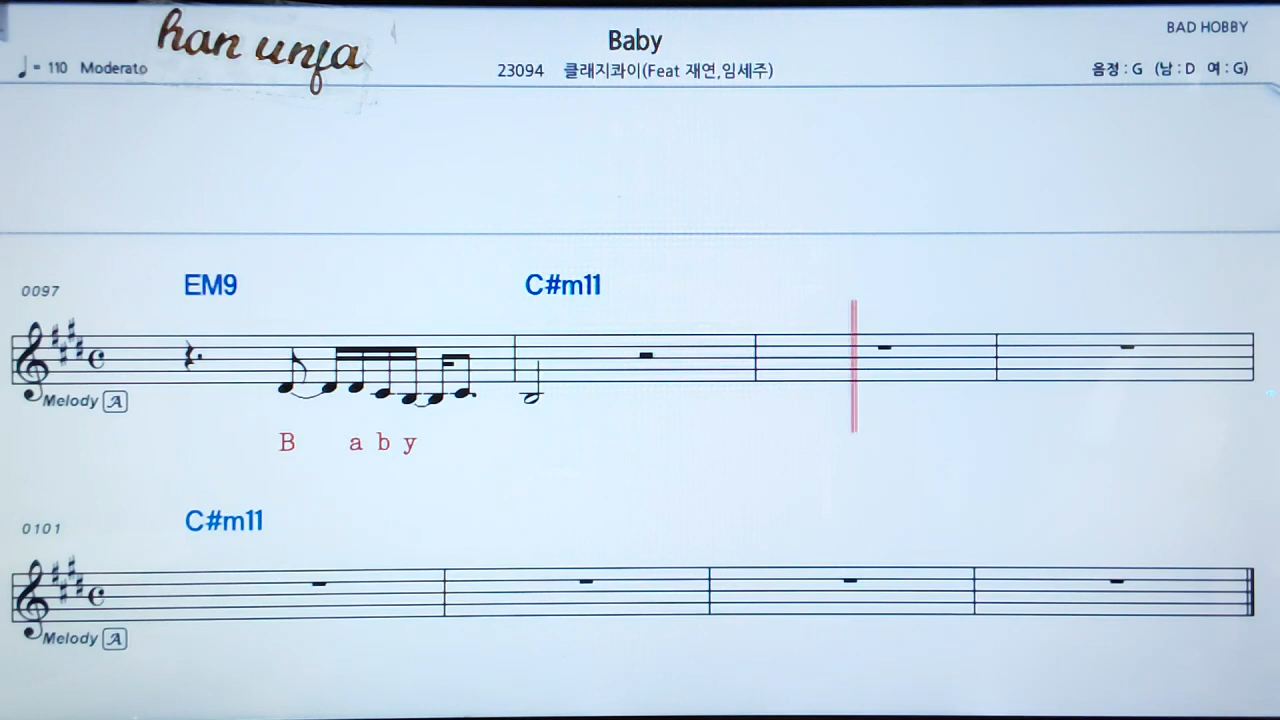 han unfa
Baby
BAD HOBBY
♩= 110 Moderato
23094 클래지콰이(Feat 재연,임세주)
음정 : G (남 : D 여 : G)
0097
EM9 C#m11
Melody A
B a b y
0101
C#m11
Melody A